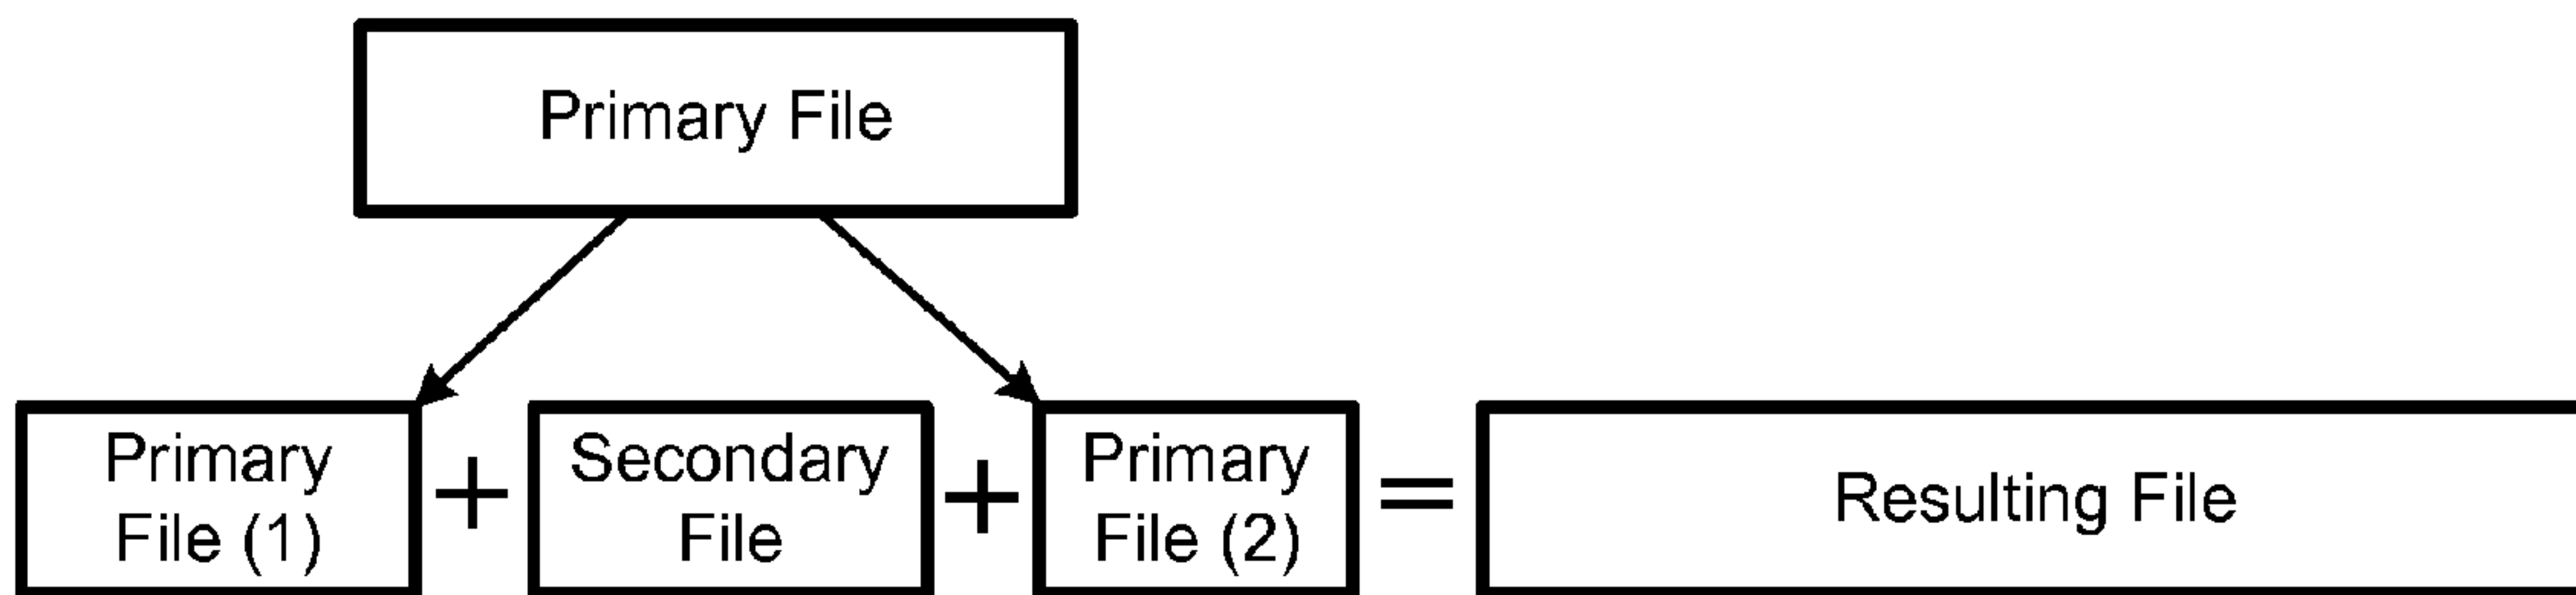 Primary File
Primary
File (1)
+
Secondary
File
+
Primary
File (2)
=
Resulting File